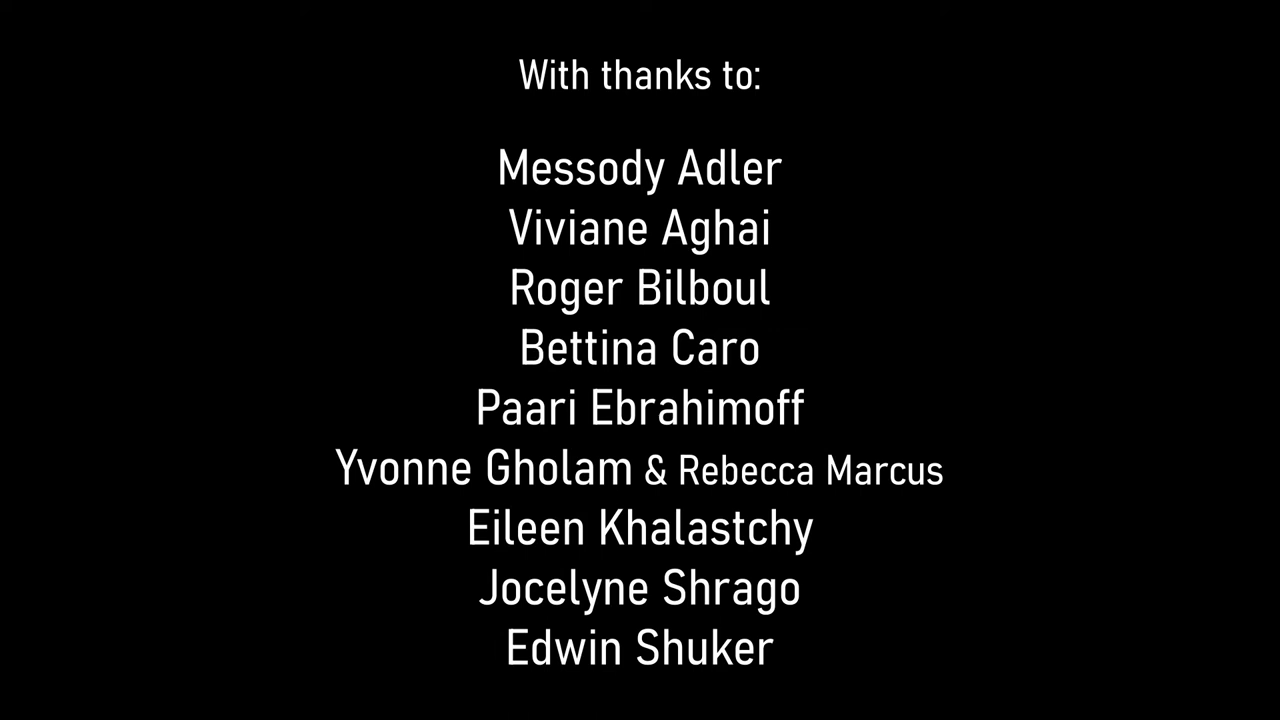 With thanks to:
Messody Adler
Viviane Aghai
Roger Bilboul
Bettina Caro
Paari Ebrahimoff
Yvonne Gholam & Rebecca Marcus
Eileen Khalastchy
Jocelyne Shrago
Edwin Shuker